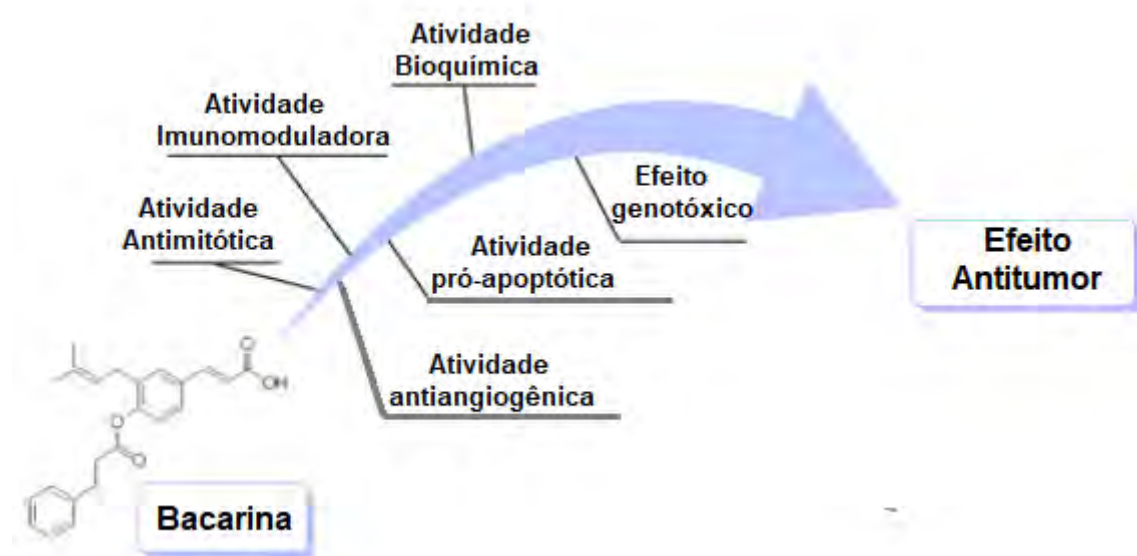 Atividade
Bioquímica
Atividade
Imunomoduladora
Efeito
genotóxico
Atividade
Antimitótica
Efeito
Antitumor
Atividade
pró-apoptótica
Atividade
antiangiogênica
O
OH
O
O
Bacarina